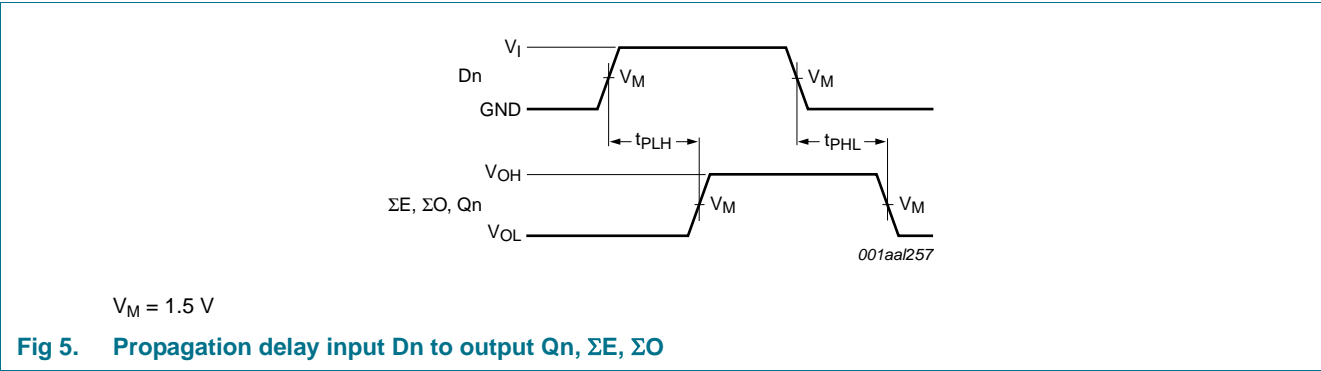 VI
Dn
VM
VM
GND
tPLH
tPHL
VOH
ΣE, ΣO, Qn
VM
VM
VOL
001aal257
VM = 1.5 V
Fig 5. Propagation delay input Dn to output Qn, ΣE, ΣO